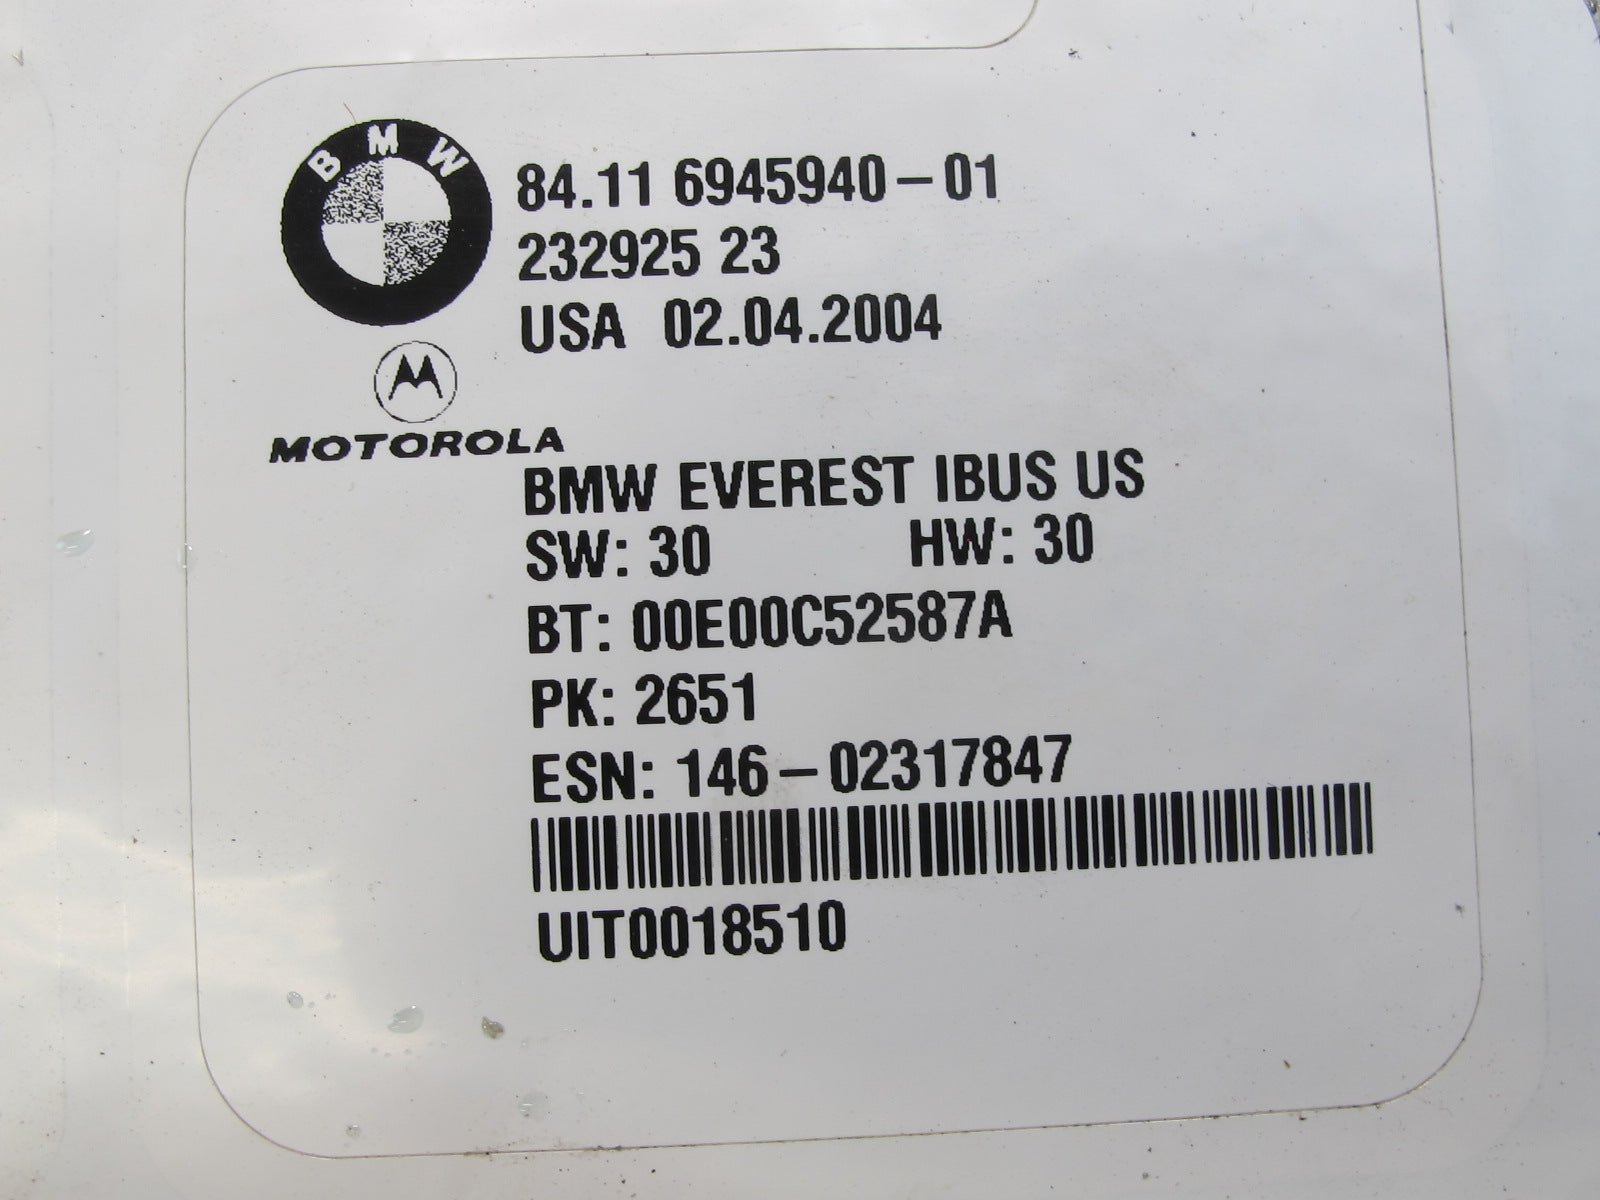 BMW
84.11 6945940-01
232925 23
USA 02.04.2004
MOTOROLA
BMW EVEREST IBUS US
SW: 30 HW: 30
BT: 00E00C52587A
PK: 2651
ESN: 146-02317847
UIT0018510